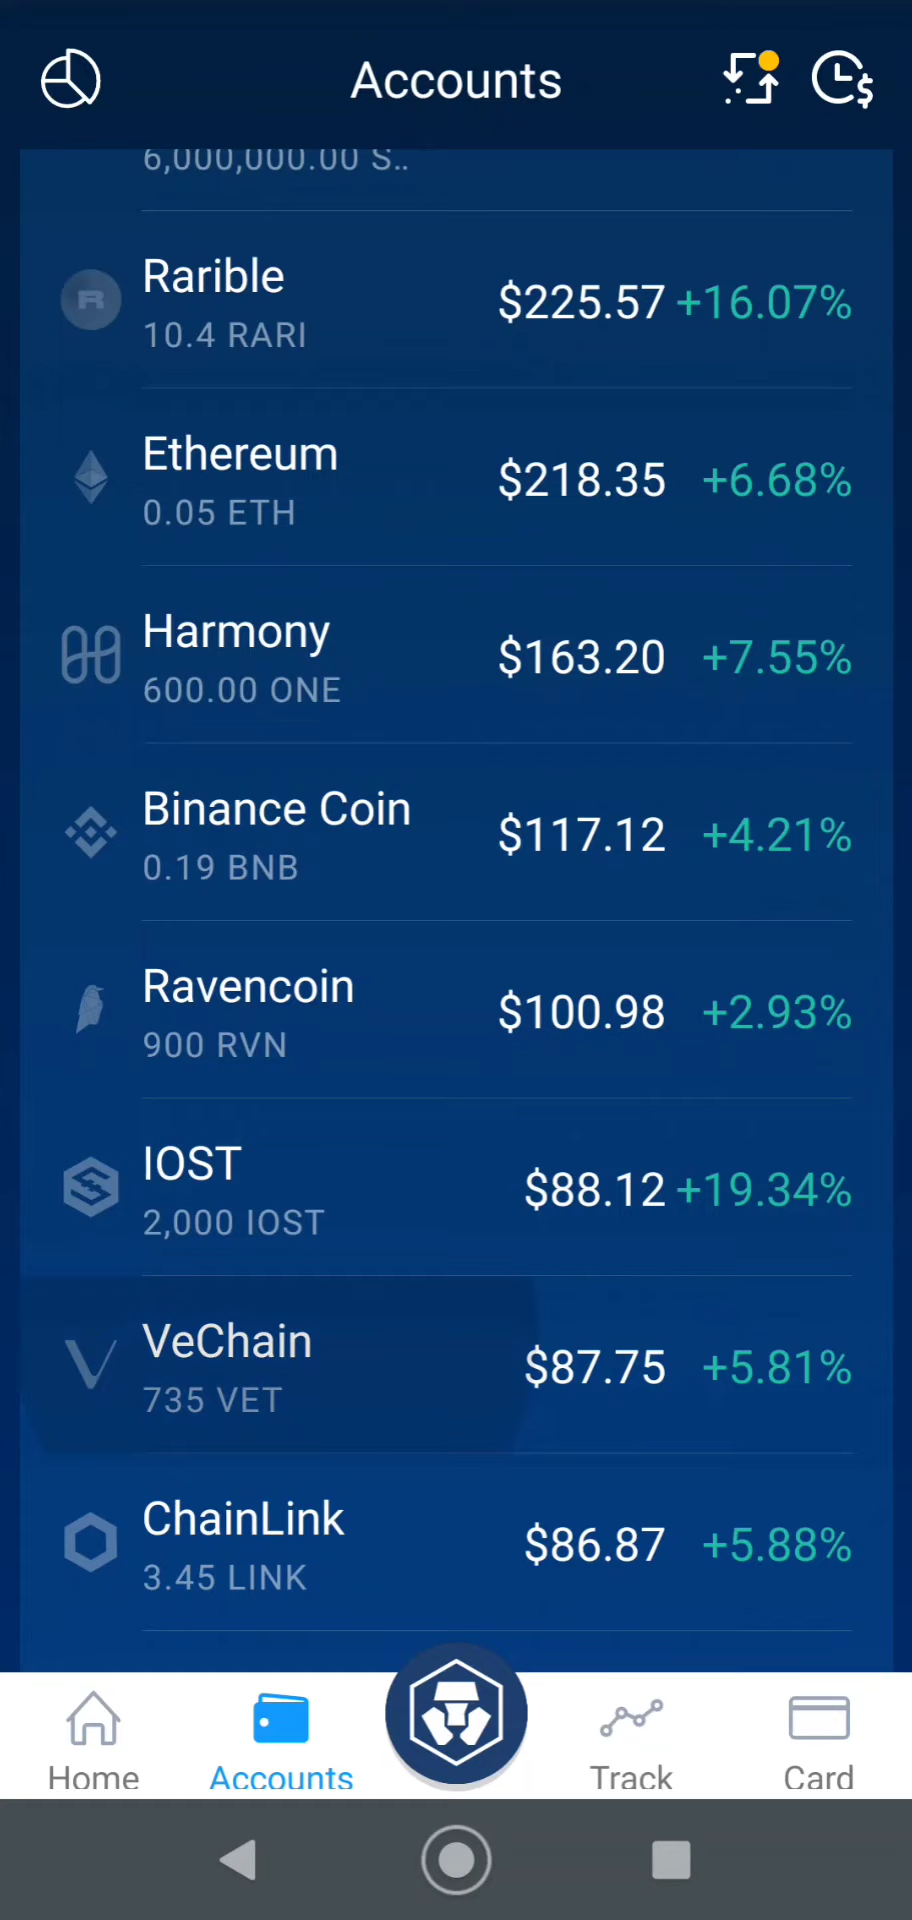 Accounts
6,000,000.00 S..
Rarible
$225.57 +16.07%
10.4 RARI
Ethereum
$218.35 +6.68%
0.05 ETH
Harmony
$163.20 +7.55%
600.00 ONE
Binance Coin
$117.12 +4.21%
0.19 BNB
Ravencoin
$100.98 +2.93%
900 RVN
IOST
$88.12 +19.34%
2,000 IOST
VeChain
$87.75 +5.81%
735 VET
ChainLink
$86.87 +5.88%
3.45 LINK
Home Accounts Track Card